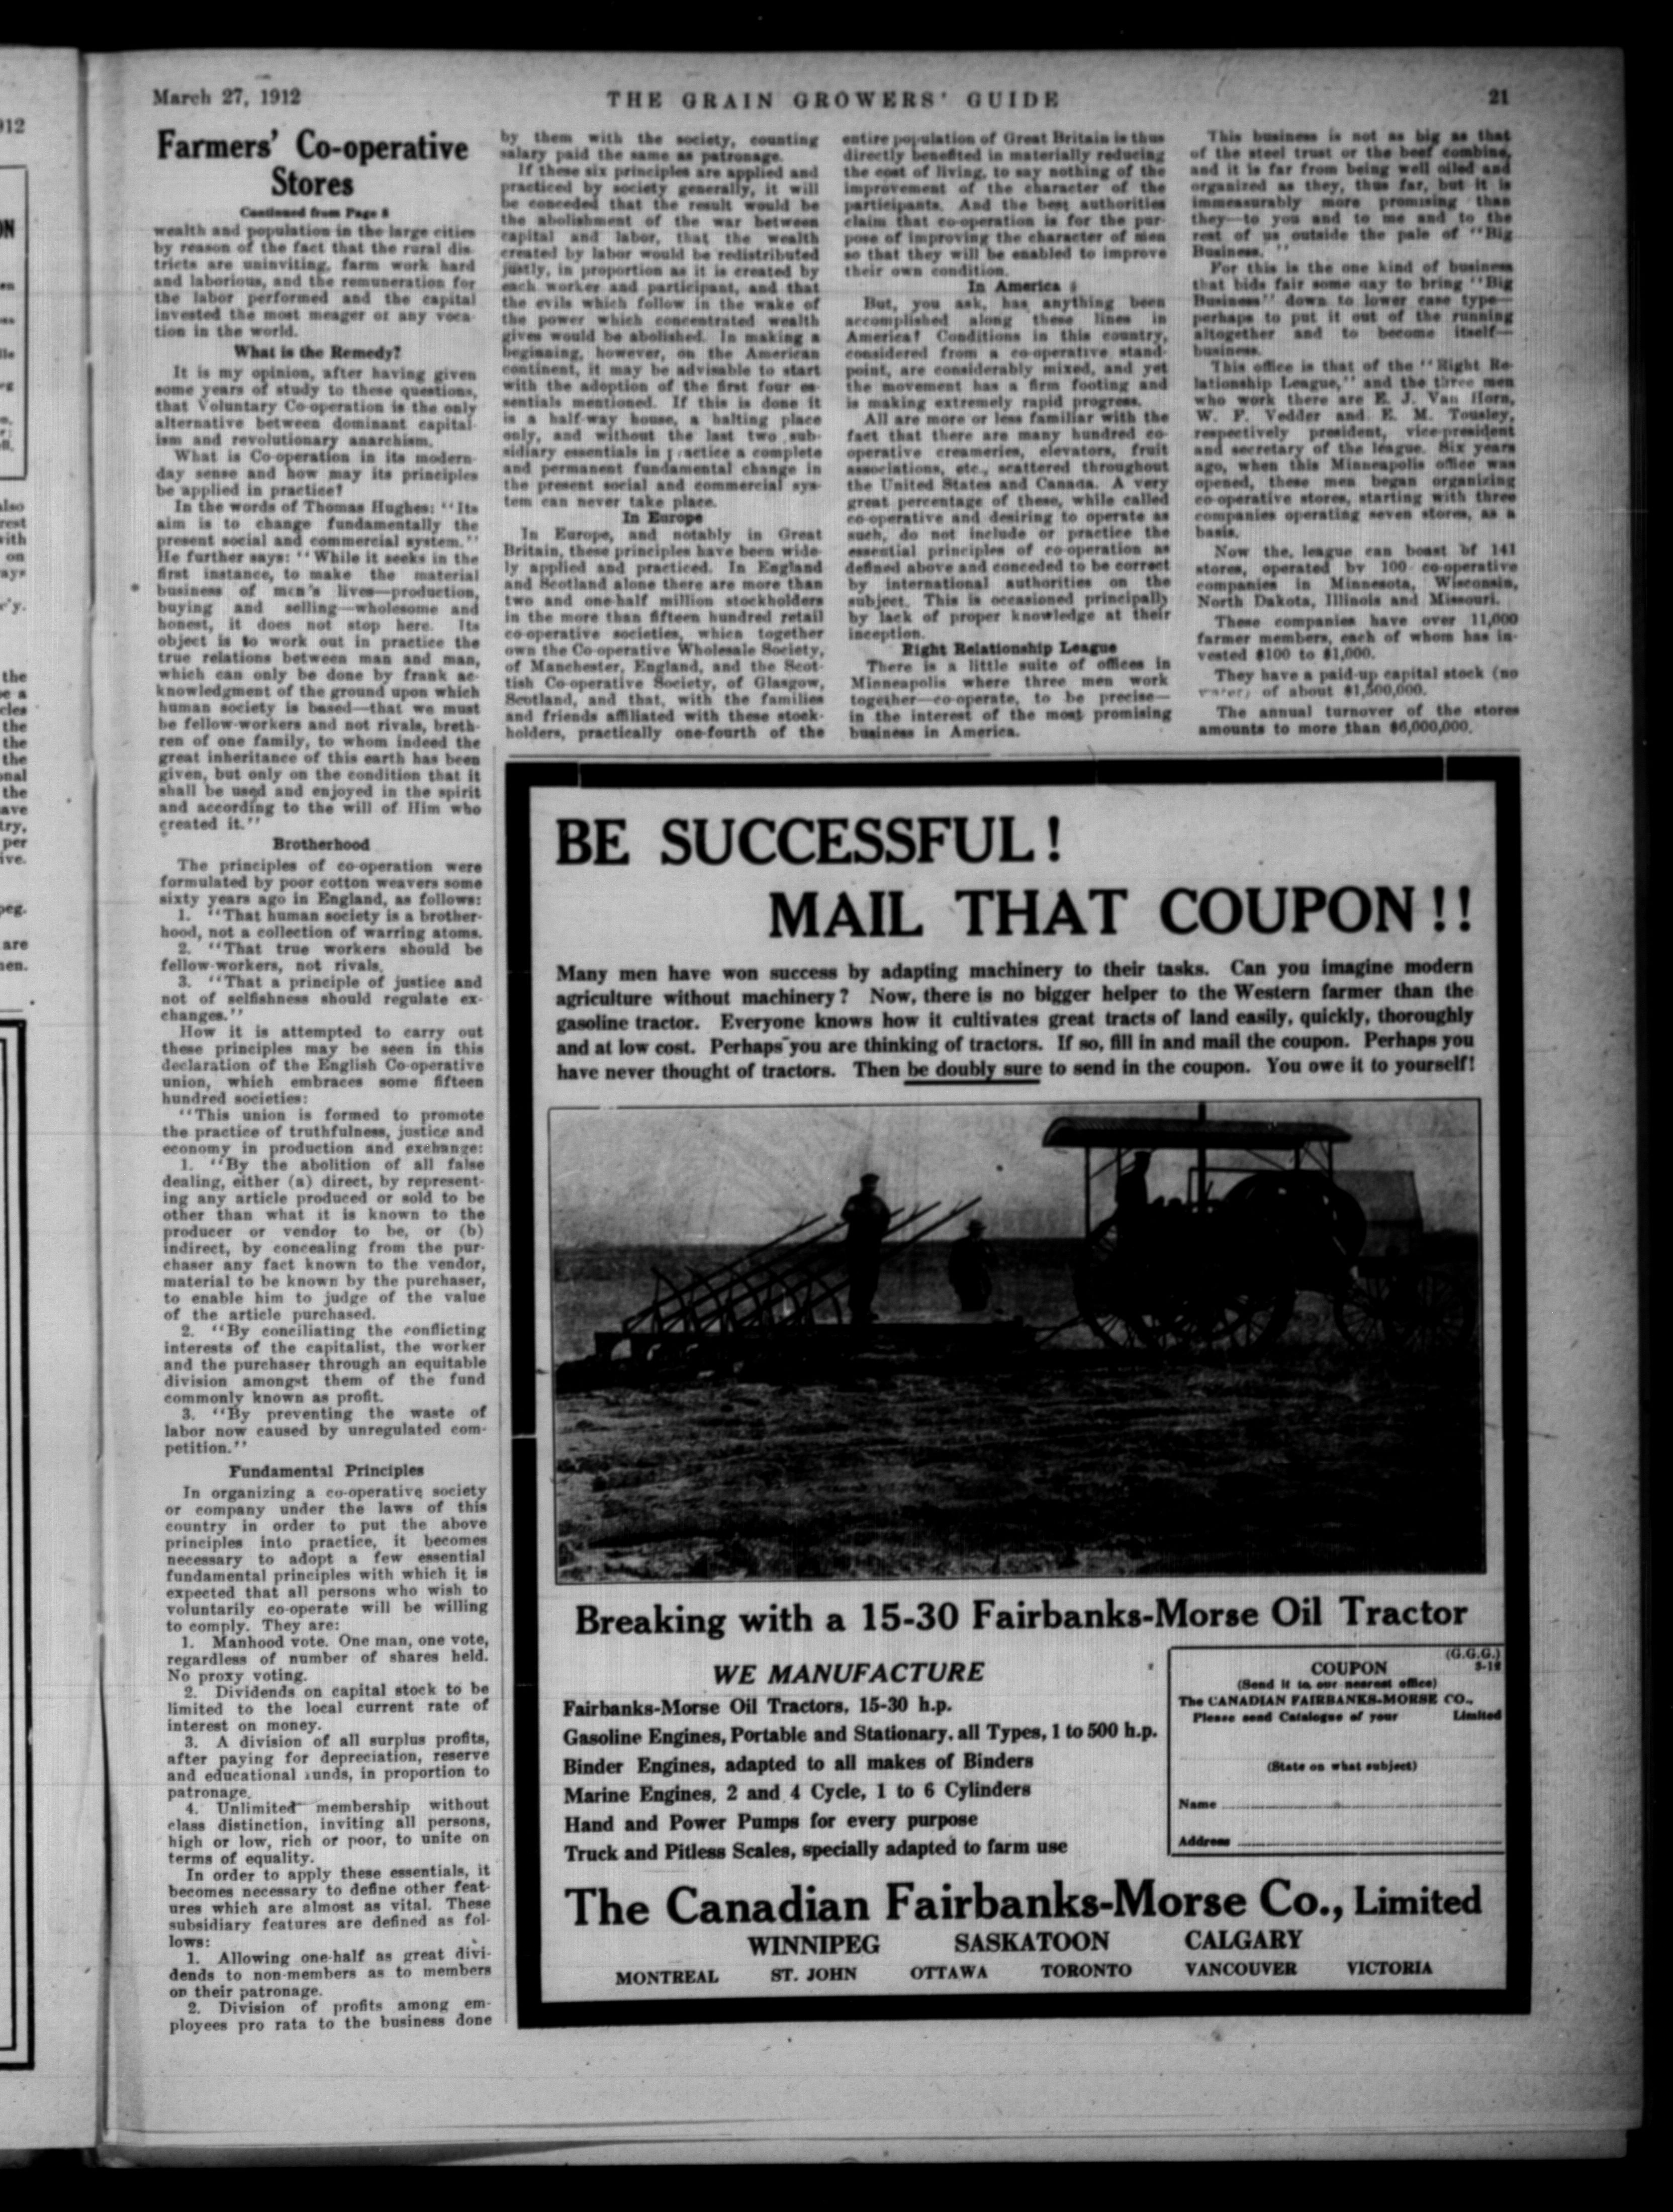 March 27, 1912
THE GRAIN GROWERS' GUIDE
21
Farmers' Co-operative
Stores
Continued from Page 8
wealth and population in the large cities
by reason of the fact that the rural dis-
tricts are uninviting, farm work hard
and laborious, and the remuneration for
the labor performed and the capital
invested the most meager of any voca-
tion in the world.
What is the Remedy?
It is my opinion, after having given
some years of study to these questions,
that Voluntary Co-operation is the only
alternative between dominant capital-
ism and revolutionary anarchism.
What is Co-operation in its modern-
day sense and how may its principles
be applied in practice?
In the words of Thomas Hughes: "Its
aim is to change fundamentally the
present social and commercial system."
He further says: "While it seeks in the
first instance, to make the material
business of men's lives—production,
buying and selling—wholesome and
honest, it does not stop here. Its
object is to work out in practice the
true relations between man and man,
which can only be done by frank ac-
knowledgment of the ground upon which
human society is based—that we must
be fellow-workers and not rivals, breth-
ren of one family, to whom indeed the
great inheritance of this earth has been
given, but only on the condition that it
shall be used and enjoyed in the spirit
and according to the will of Him who
created it."
Brotherhood
The principles of co-operation were
formulated by poor cotton weavers some
sixty years ago in England, as follows:
1. "That human society is a brother-
hood, not a collection of warring atoms.
2. "That true workers should be
fellow-workers, not rivals.
3. "That a principle of justice and
not of selfishness should regulate ex-
changes."
How it is attempted to carry out
these principles may be seen in this
declaration of the English Co-operative
union, which embraces some fifteen
hundred societies:
"This union is formed to promote
the practice of truthfulness, justice and
economy in production and exchange:
1. "By the abolition of all false
dealing, either (a) direct, by represent-
ing any article produced or sold to be
other than what it is known to the
producer or vendor to be, or (b)
indirect, by concealing from the pur-
chaser any fact known to the vendor,
material to be known by the purchaser,
to enable him to judge of the value
of the article purchased.
2. "By conciliating the conflicting
interests of the capitalist, the worker
and the purchaser through an equitable
division amongst them of the fund
commonly known as profit.
3. "By preventing the waste of
labor now caused by unregulated com-
petition."
Fundamental Principles
In organizing a co-operative society
or company under the laws of this
country in order to put the above
principles into practice, it becomes
necessary to adopt a few essential
fundamental principles with which it is
expected that all persons who wish to
voluntarily co-operate will be willing
to comply. They are:
1. Manhood vote. One man, one vote,
regardless of number of shares held.
No proxy voting.
2. Dividends on capital stock to be
limited to the local current rate of
interest on money.
3. A division of all surplus profits,
after paying for depreciation, reserve
and educational funds, in proportion to
patronage.
4. Unlimited membership without
class distinction, inviting all persons,
high or low, rich or poor, to unite on
terms of equality.
In order to apply these essentials, it
becomes necessary to define other feat-
ures which are almost as vital. These
subsidiary features are defined as fol-
lows:
1. Allowing one-half as great divi-
dends to non-members as to members
on their patronage.
2. Division of profits among em-
ployees pro rata to the business done
by them with the society, counting
salary paid the same as patronage.
If these six principles are applied and
practiced by society generally, it will
be conceded that the result would be
the abolishment of the war between
capital and labor, that the wealth
created by labor would be redistributed
justly, in proportion as it is created by
each worker and participant, and that
the evils which follow in the wake of
the power which concentrated wealth
gives would be abolished. In making a
beginning, however, on the American
continent, it may be advisable to start
with the adoption of the first four es-
sentials mentioned. If this is done it
is a half-way house, a halting place
only, and without the last two sub-
sidiary essentials in practice a complete
and permanent fundamental change in
the present social and commercial sys-
tem can never take place.
In Europe
In Europe, and notably in Great
Britain, these principles have been wide-
ly applied and practiced. In England
and Scotland alone there are more than
two and one-half million stockholders
in the more than fifteen hundred retail
co-operative societies, which together
own the Co-operative Wholesale Society,
of Manchester, England, and the Scot-
tish Co-operative Society, of Glasgow,
Scotland, and that, with the families
and friends affiliated with these stock-
holders, practically one-fourth of the
entire population of Great Britain is thus
directly benefited in materially reducing
the cost of living, to say nothing of the
improvement of the character of the
participants. And the best authorities
claim that co-operation is for the pur-
pose of improving the character of men
so that they will be enabled to improve
their own condition.
In America
But, you ask, has anything been
accomplished along these lines in
America? Conditions in this country,
considered from a co-operative stand-
point, are considerably mixed, and yet
the movement has a firm footing and
is making extremely rapid progress.
All are more or less familiar with the
fact that there are many hundred co-
operative creameries, elevators, fruit
associations, etc., scattered throughout
the United States and Canada. A very
great percentage of these, while called
co-operative and desiring to operate as
such, do not include or practice the
essential principles of co-operation as
defined above and conceded to be correct
by international authorities on the
subject. This is occasioned principally
by lack of proper knowledge at their
inception.
Right Relationship League
There is a little suite of offices in
Minneapolis where three men work
together—co-operate, to be precise—
in the interest of the most promising
business in America.
This business is not as big as that
of the steel trust or the beef combine,
and it is far from being well oiled and
organized as they, thus far, but it is
immeasurably more promising than
they—to you and to me and to the
rest of us outside the pale of "Big
Business."
For this is the one kind of business
that bids fair some day to bring "Big
Business" down to lower case type—
perhaps to put it out of the running
altogether and to become itself—
business.
This office is that of the "Right Re-
lationship League," and the three men
who work there are E. J. Van Horn,
W. F. Vedder and E. M. Tousley,
respectively president, vice-president
and secretary of the league. Six years
ago, when this Minneapolis office was
opened, these men began organizing
co-operative stores, starting with three
companies operating seven stores, as a
basis.
Now the league can boast of 141
stores, operated by 100 co-operative
companies in Minnesota, Wisconsin,
North Dakota, Illinois and Missouri.
These companies have over 11,000
farmer members, each of whom has in-
vested $100 to $1,000.
They have a paid-up capital stock (no
water) of about $1,500,000.
The annual turnover of the stores
amounts to more than $6,000,000.
BE SUCCESSFUL!
MAIL THAT COUPON!!
Many men have won success by adapting machinery to their tasks. Can you imagine modern
agriculture without machinery? Now, there is no bigger helper to the Western farmer than the
gasoline tractor. Everyone knows how it cultivates great tracts of land easily, quickly, thoroughly
and at low cost. Perhaps you are thinking of tractors. If so, fill in and mail the coupon. Perhaps you
have never thought of tractors. Then be doubly sure to send in the coupon. You owe it to yourself!
Breaking with a 15-30 Fairbanks-Morse Oil Tractor
WE MANUFACTURE
Fairbanks-Morse Oil Tractors, 15-30 h.p.
Gasoline Engines, Portable and Stationary, all Types, 1 to 500 h.p.
Binder Engines, adapted to all makes of Binders
Marine Engines, 2 and 4 Cycle, 1 to 6 Cylinders
Hand and Power Pumps for every purpose
Truck and Pitless Scales, specially adapted to farm use
(G.G.G.)
COUPON
(Send it to our nearest office)
The CANADIAN FAIRBANKS-MORSE CO.,
Please send Catalogue of your Limited
(State on what subject)
Name
Address
The Canadian Fairbanks-Morse Co., Limited
WINNIPEG SASKATOON CALGARY
MONTREAL ST. JOHN OTTAWA TORONTO VANCOUVER VICTORIA